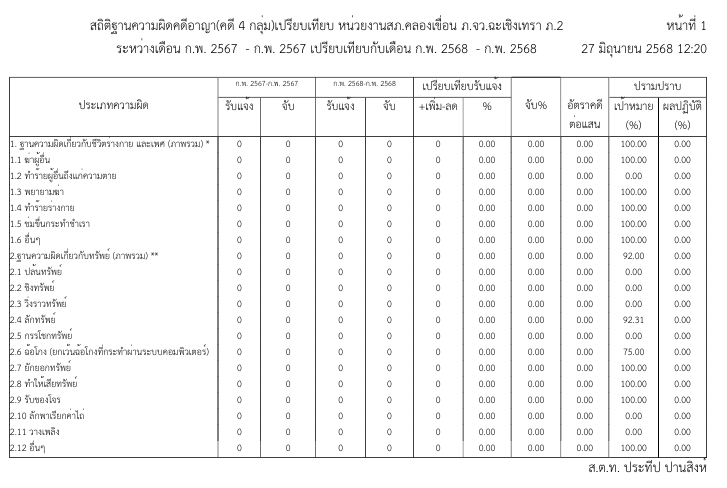 สถิติฐานความผิดคดีอาญา(คดี 4 กลุ่ม)เปรียบเทียบ หน่วยงานสภ.คลองเขื่อน ภ.จว.ฉะเชิงเทรา ภ.2 หน้าที่ 1
ระหว่างเดือน ก.พ. 2567 - ก.พ. 2567 เปรียบเทียบกับเดือน ก.พ. 2568 - ก.พ. 2568 27 มิถุนายน 2568 12:20
ประเภทความผิด ก.พ. 2567-ก.พ. 2567 ก.พ. 2568-ก.พ. 2568 เปรียบเทียบรับแจ้ง จับ% อัตราคดี ปรามปราบ
รับแจ้ง จับ รับแจ้ง จับ +เพิ่ม-ลด % ต่อแสน เป้าหมาย ผลปฏิบัติ
(%) (%)
1. ฐานความผิดเกี่ยวกับชีวิตร่างกาย และเพศ (ภาพรวม) * 0 0 0 0 0 0.00 0.00 0.00 100.00 0.00
1.1 ฆ่าผู้อื่น 0 0 0 0 0 0.00 0.00 0.00 100.00 0.00
1.2 ทำร้ายผู้อื่นถึงแก่ความตาย 0 0 0 0 0 0.00 0.00 0.00 0.00 0.00
1.3 พยายามฆ่า 0 0 0 0 0 0.00 0.00 0.00 100.00 0.00
1.4 ทำร้ายร่างกาย 0 0 0 0 0 0.00 0.00 0.00 100.00 0.00
1.5 ข่มขืนกระทำชำเรา 0 0 0 0 0 0.00 0.00 0.00 100.00 0.00
1.6 อื่นๆ 0 0 0 0 0 0.00 0.00 0.00 100.00 0.00
2.ฐานความผิดเกี่ยวกับทรัพย์ (ภาพรวม) ** 0 0 0 0 0 0.00 0.00 0.00 92.00 0.00
2.1 ปล้นทรัพย์ 0 0 0 0 0 0.00 0.00 0.00 0.00 0.00
2.2 ชิงทรัพย์ 0 0 0 0 0 0.00 0.00 0.00 0.00 0.00
2.3 วิ่งราวทรัพย์ 0 0 0 0 0 0.00 0.00 0.00 0.00 0.00
2.4 ลักทรัพย์ 0 0 0 0 0 0.00 0.00 0.00 92.31 0.00
2.5 กรรโชกทรัพย์ 0 0 0 0 0 0.00 0.00 0.00 0.00 0.00
2.6 ฉ้อโกง (ยกเว้นฉ้อโกงที่กระทำผ่านระบบคอมพิวเตอร์) 0 0 0 0 0 0.00 0.00 0.00 75.00 0.00
2.7 ยักยอกทรัพย์ 0 0 0 0 0 0.00 0.00 0.00 100.00 0.00
2.8 ทำให้เสียทรัพย์ 0 0 0 0 0 0.00 0.00 0.00 100.00 0.00
2.9 รับของโจร 0 0 0 0 0 0.00 0.00 0.00 100.00 0.00
2.10 ลักพาเรียกค่าไถ่ 0 0 0 0 0 0.00 0.00 0.00 0.00 0.00
2.11 วางเพลิง 0 0 0 0 0 0.00 0.00 0.00 0.00 0.00
2.12 อื่นๆ 0 0 0 0 0 0.00 0.00 0.00 100.00 0.00
ส.ต.ท. ประทีป ปานสิงห์